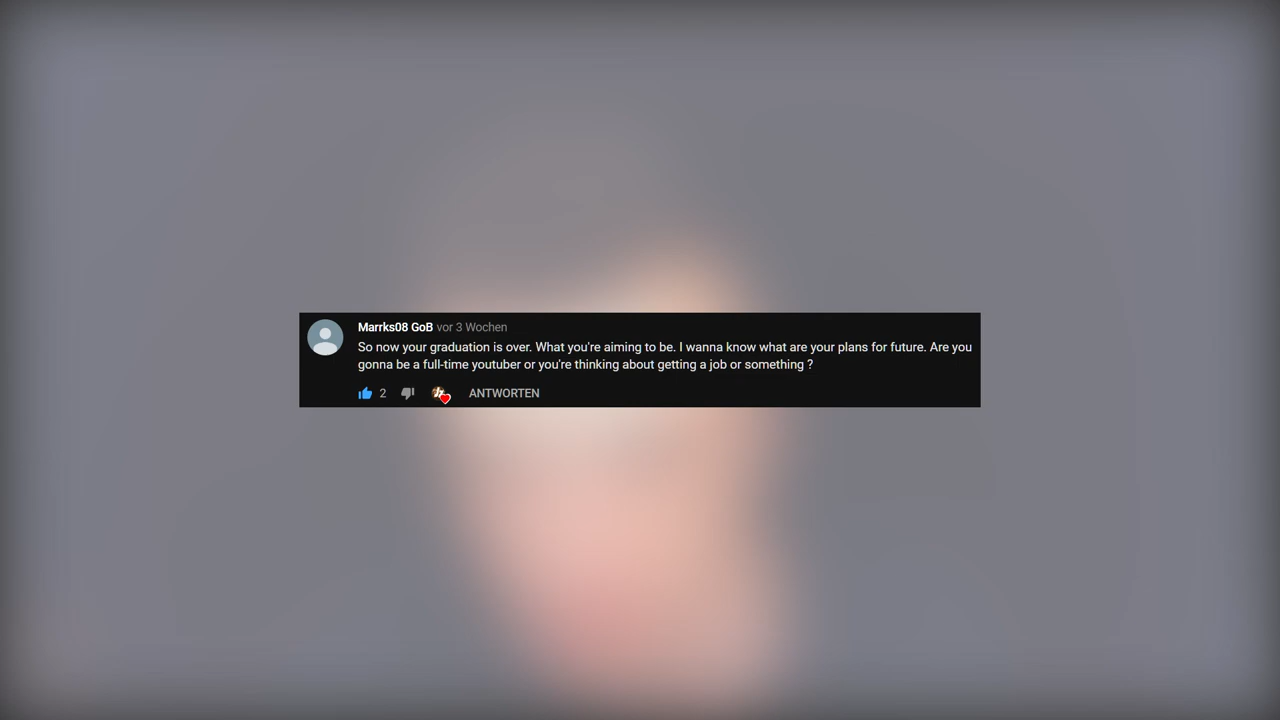 Marrks08 GoB vor 3 Wochen
So now your graduation is over. What you're aiming to be. I wanna know what are your plans for future. Are you
gonna be a full-time youtuber or you're thinking about getting a job or something ?
2 ANTWORTEN